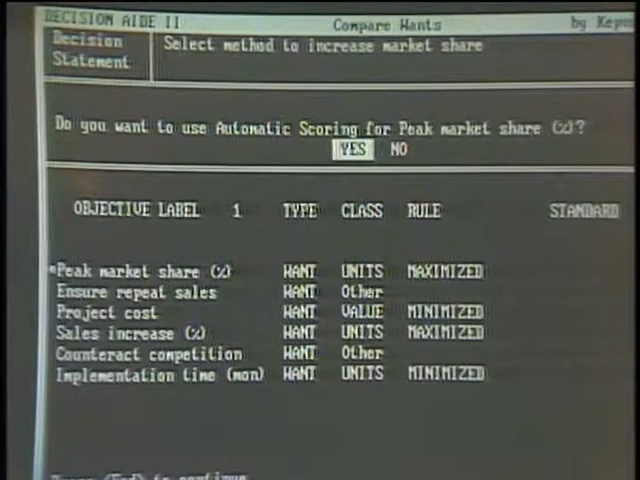 DECISION AIDE II Compare Wants by Kepn
Decision Statement
Select method to increase market share
Do you want to use Automatic Scoring for Peak market share (%)?
YES NO
OBJECTIVE LABEL 1 TYPE CLASS RULE STANDARD
Peak market share (%) WANT UNITS MAXIMIZED
Ensure repeat sales WANT Other
Project cost WANT VALUE MINIMIZED
Sales increase (%) WANT UNITS MAXIMIZED
Counteract competition WANT Other
Implementation time (mon) WANT UNITS MINIMIZED
to continue